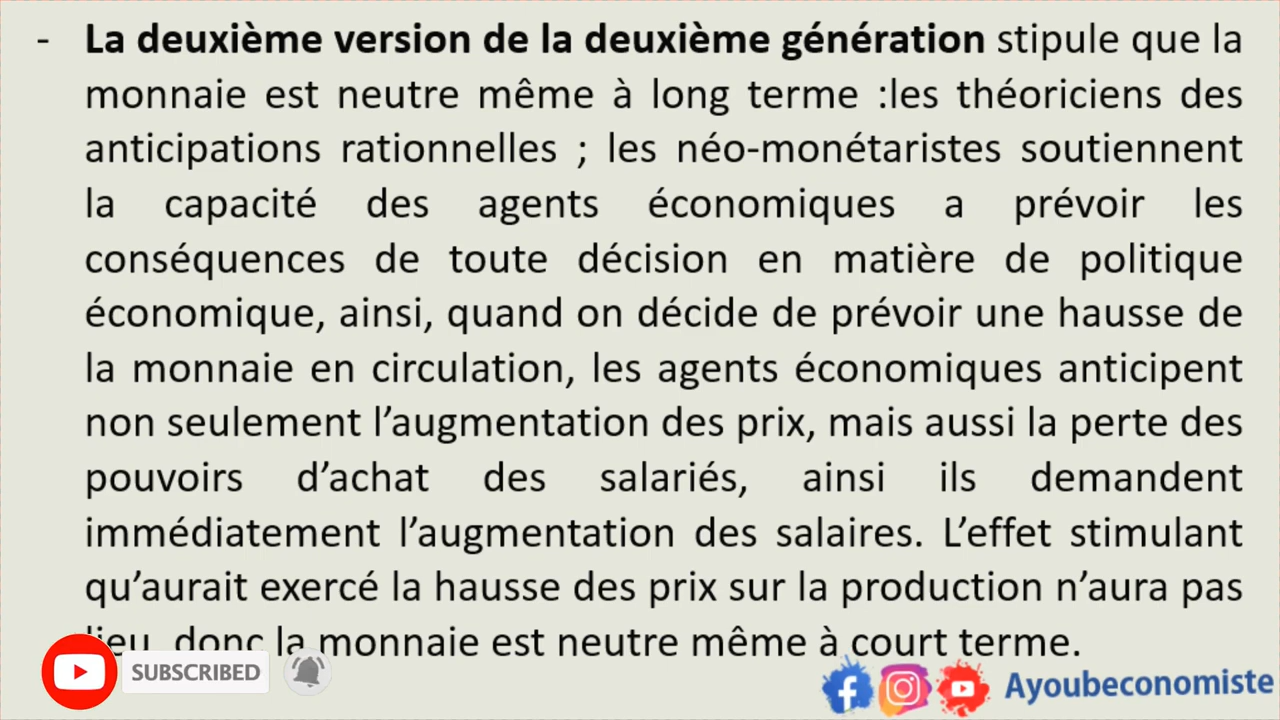 - La deuxième version de la deuxième génération stipule que la
monnaie est neutre même à long terme :les théoriciens des
anticipations rationnelles ; les néo-monétaristes soutiennent
la capacité des agents économiques a prévoir les
conséquences de toute décision en matière de politique
économique, ainsi, quand on décide de prévoir une hausse de
la monnaie en circulation, les agents économiques anticipent
non seulement l’augmentation des prix, mais aussi la perte des
pouvoirs d’achat des salariés, ainsi ils demandent
immédiatement l’augmentation des salaires. L’effet stimulant
qu’aurait exercé la hausse des prix sur la production n’aura pas
lieu, donc la monnaie est neutre même à court terme.
SUBSCRIBED
Ayoubeconomiste